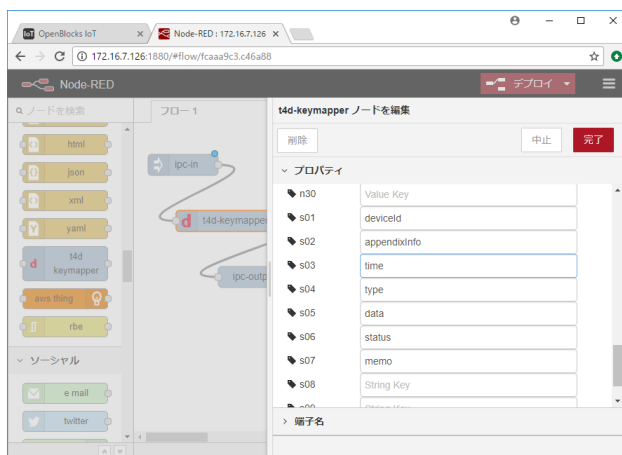 OpenBlocks IoT
Node-RED : 172.16.7.126
172.16.7.126:1880/#flow/fcaaa9c3.c46a88
Node-RED
デプロイ
ノードを検索
html
json
xml
yaml
t4d
keymapper
aws thing
rbe
ソーシャル
e mail
twitter
フロー 1
ipc-in
t4d-keymappe
ipc-outp
t4d-keymapper ノードを編集
削除
中止
完了
プロパティ
n30
Value Key
s01
deviceId
s02
appendixInfo
s03
time
s04
type
s05
data
s06
status
s07
memo
s08
String Key
端子名